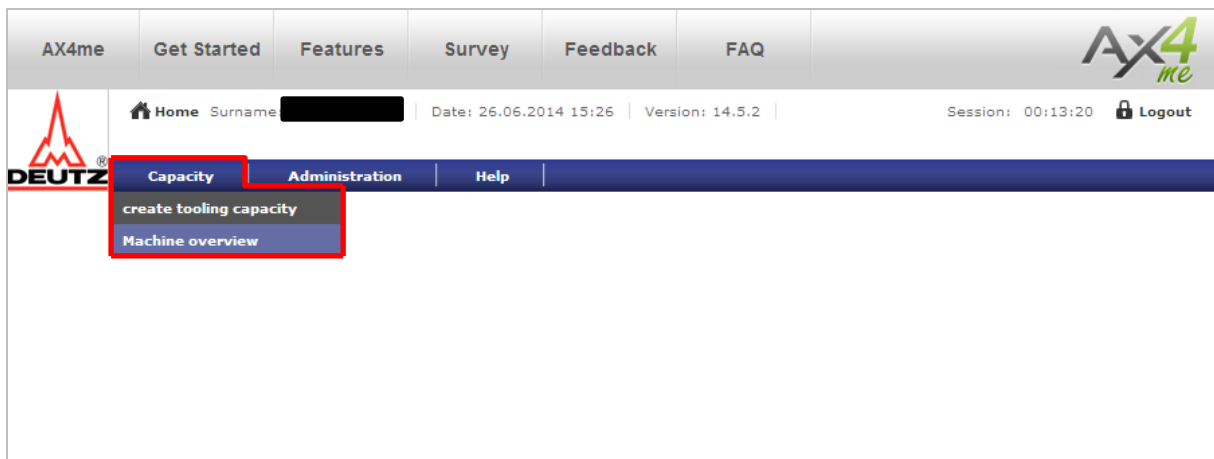 AX4me Get Started Features Survey Feedback FAQ AX4 me
Home Surname: Date: 26.06.2014 15:26 Version: 14.5.2 Session: 00:13:20 Logout
DEUTZ ® Capacity Administration Help
create tooling capacity
Machine overview